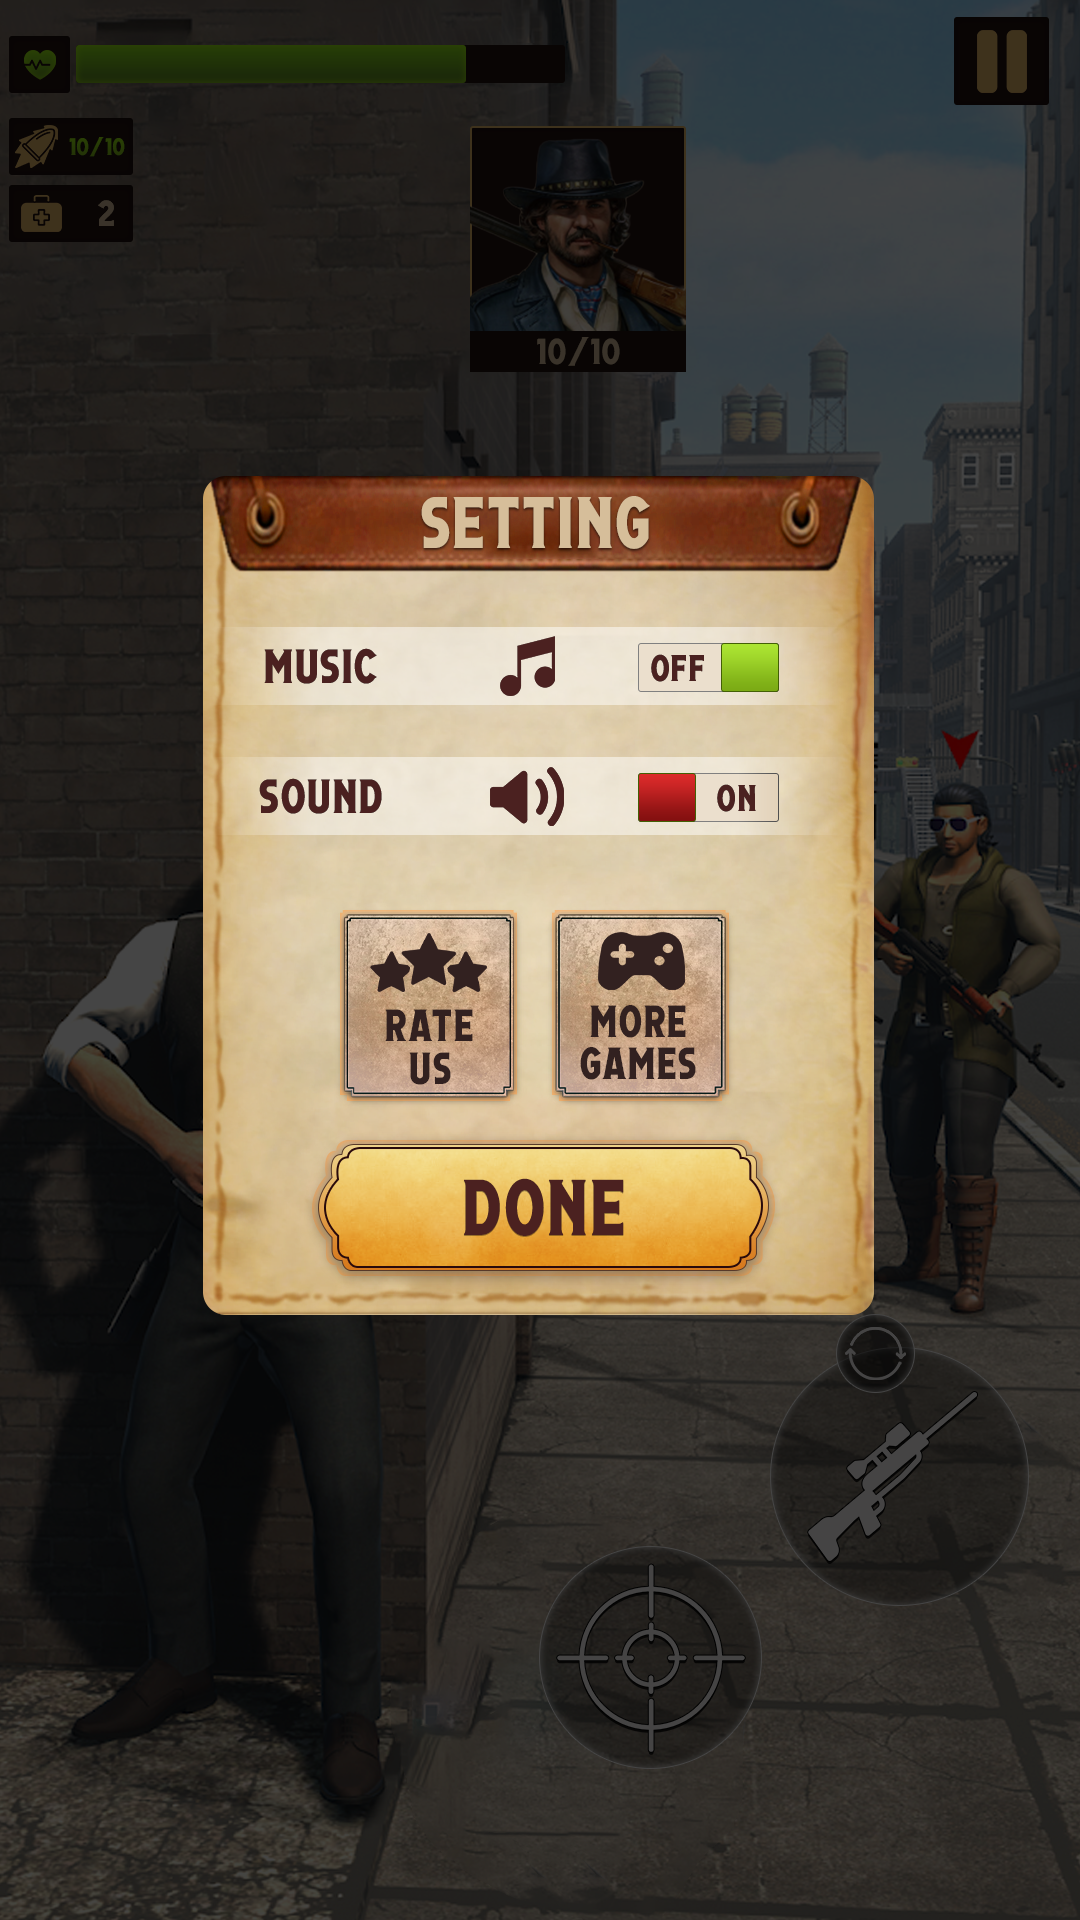 10/10
2
10/10
SETTING
MUSIC
OFF
SOUND
ON
RATE
US
MORE
GAMES
DONE